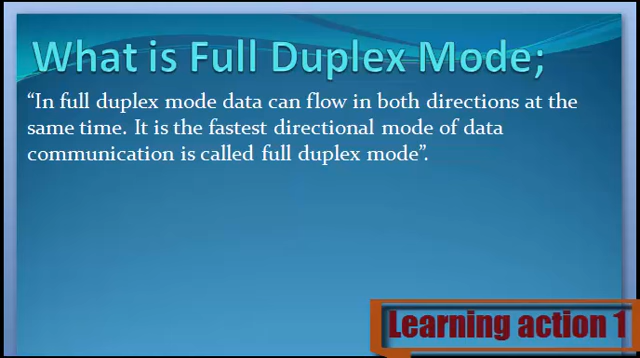 What is Full Duplex Mode;
“In full duplex mode data can flow in both directions at the
same time. It is the fastest directional mode of data
communication is called full duplex mode”.
Learning action 1